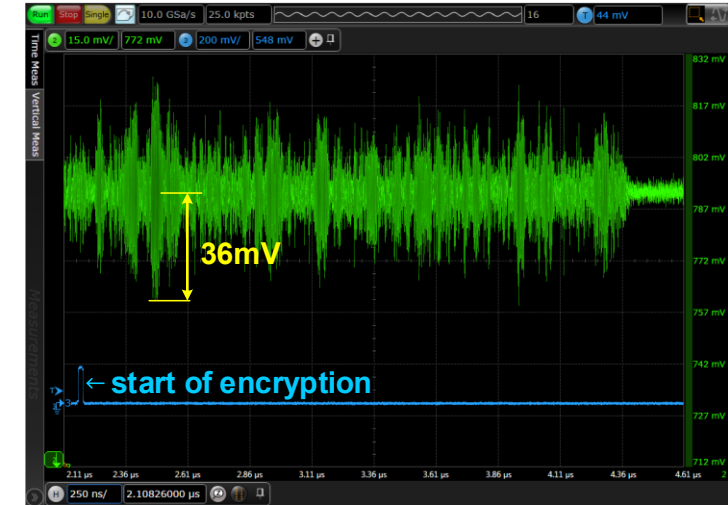 Run Stop Single 10.0 GSa/s 25.0 kpts 16 T 44 mV
2 15.0 mV/ 772 mV 3 200 mV/ 548 mV
Time Meas
Vertical Meas
Measurements
832 mV
817 mV
802 mV
787 mV
36mV
772 mV
757 mV
742 mV
← start of encryption
727 mV
712 mV
2.11 µs 2.36 µs 2.61 µs 2.86 µs 3.11 µs 3.36 µs 3.61 µs 3.86 µs 4.11 µs 4.36 µs 4.61 µs 2
H 250 ns/ 2.10826000 µs